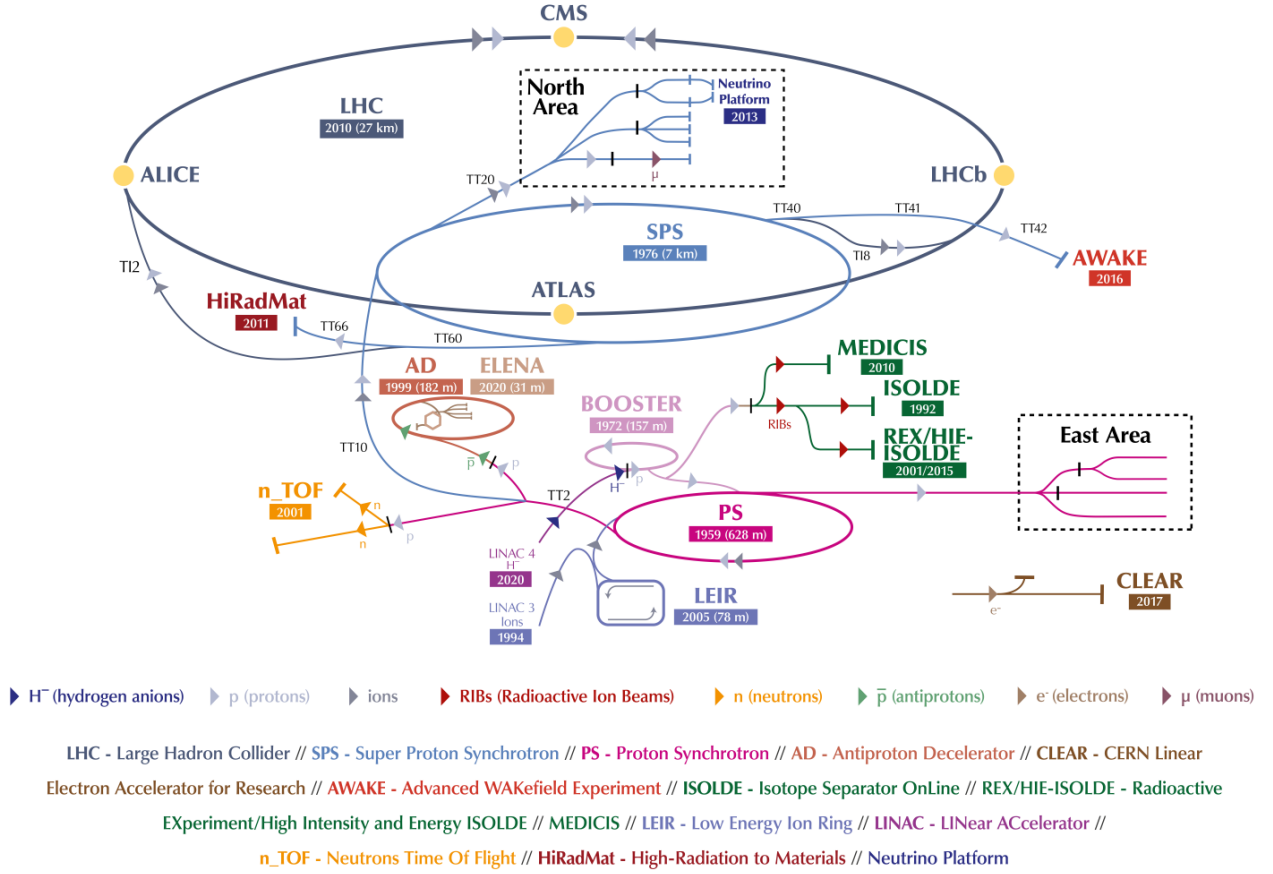 CMS
North
Area
Neutrino
Platform
2013
LHC
2010 (27 km)
ALICE
LHCb
μ
TT20
TT40
TT41
TT42
SPS
1976 (7 km)
TI8
AWAKE
2016
TI2
ATLAS
HiRadMat
2011
TT66
TT60
MEDICIS
2010
AD
1999 (182 m)
ELENA
2020 (31 m)
ISOLDE
1992
BOOSTER
1972 (157 m)
RIBs
REX/HIE-
ISOLDE
2001/2015
East Area
TT10
p̅
p
H⁻
p
TT2
n_TOF
2001
n
n
p
PS
1959 (628 m)
LINAC 4
H⁻
2020
LEIR
2005 (78 m)
LINAC 3
Ions
1994
CLEAR
2017
e⁻
H⁻ (hydrogen anions)
p (protons)
ions
RIBs (Radioactive Ion Beams)
n (neutrons)
p̅ (antiprotons)
e⁻ (electrons)
μ (muons)
LHC - Large Hadron Collider // SPS - Super Proton Synchrotron // PS - Proton Synchrotron // AD - Antiproton Decelerator // CLEAR - CERN Linear
Electron Accelerator for Research // AWAKE - Advanced WAKefield Experiment // ISOLDE - Isotope Separator OnLine // REX/HIE-ISOLDE - Radioactive
EXperiment/High Intensity and Energy ISOLDE // MEDICIS // LEIR - Low Energy Ion Ring // LINAC - LINear ACcelerator //
n_TOF - Neutrons Time Of Flight // HiRadMat - High-Radiation to Materials // Neutrino Platform